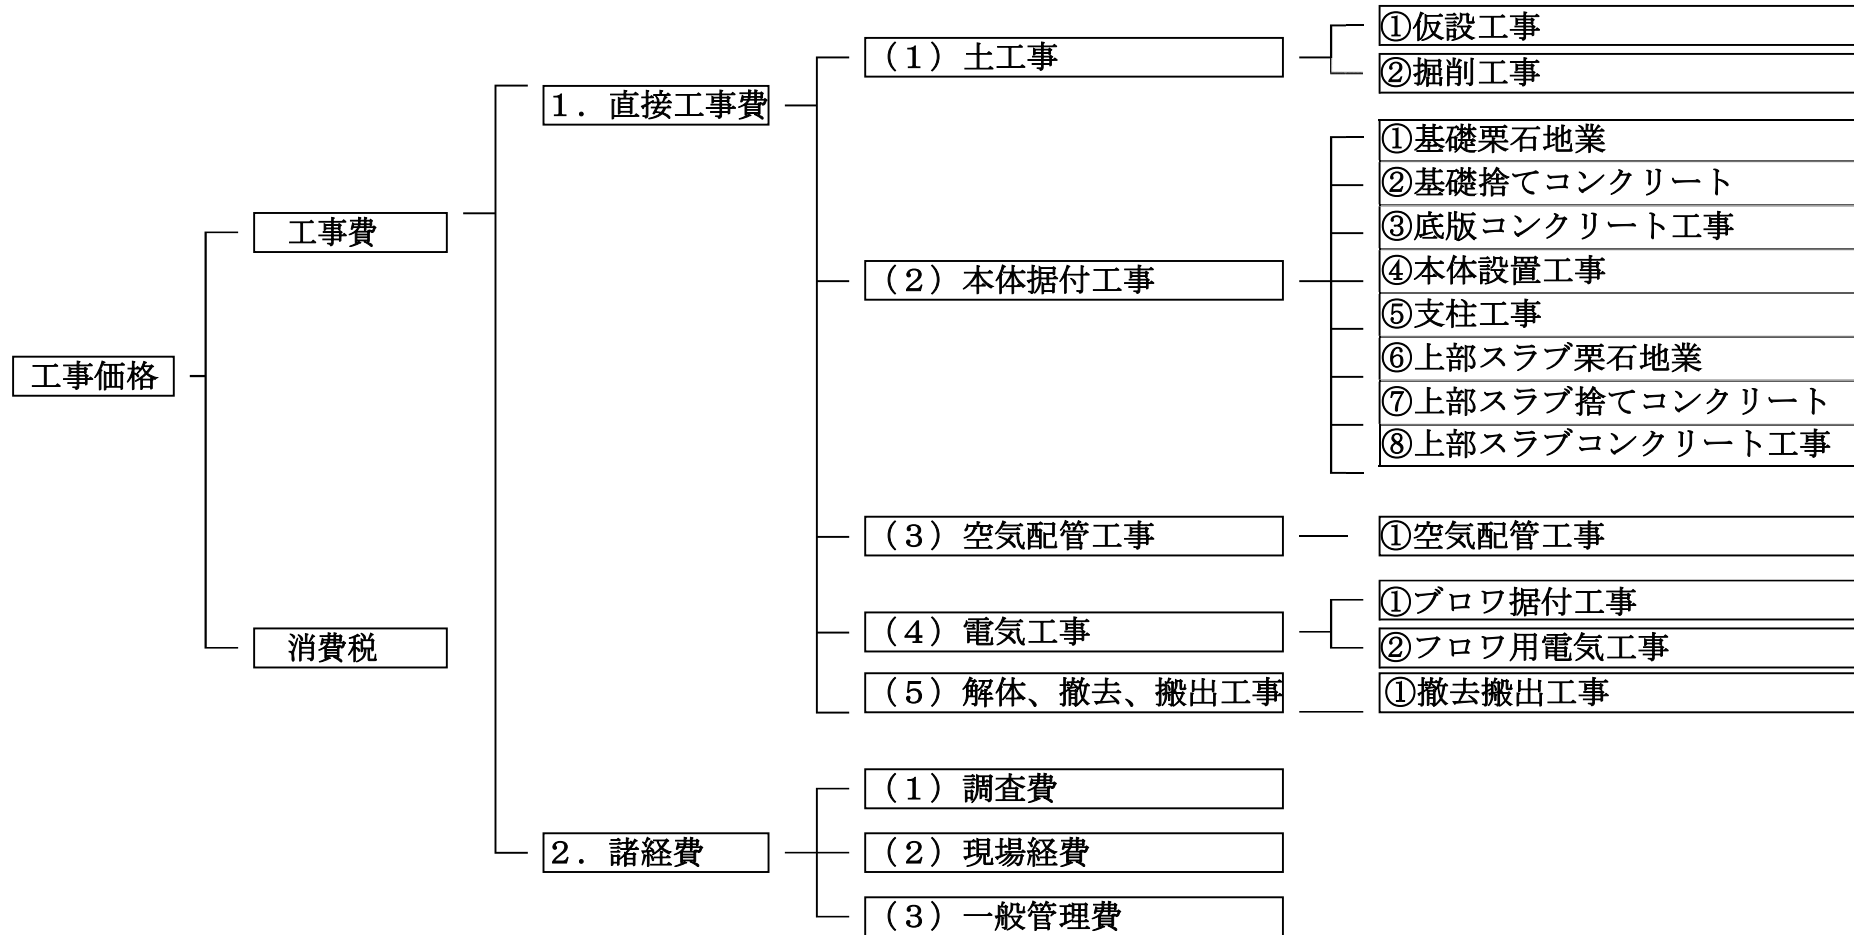 工事価格
工事費
消費税
１．直接工事費
２．諸経費
（１）土工事
①仮設工事
②掘削工事
（２）本体据付工事
①基礎栗石地業
②基礎捨てコンクリート
③底版コンクリート工事
④本体設置工事
⑤支柱工事
⑥上部スラブ栗石地業
⑦上部スラブ捨てコンクリート
⑧上部スラブコンクリート工事
（３）空気配管工事
①空気配管工事
（４）電気工事
①ブロワ据付工事
②フロワ用電気工事
（５）解体、撤去、搬出工事
①撤去搬出工事
（１）調査費
（２）現場経費
（３）一般管理費